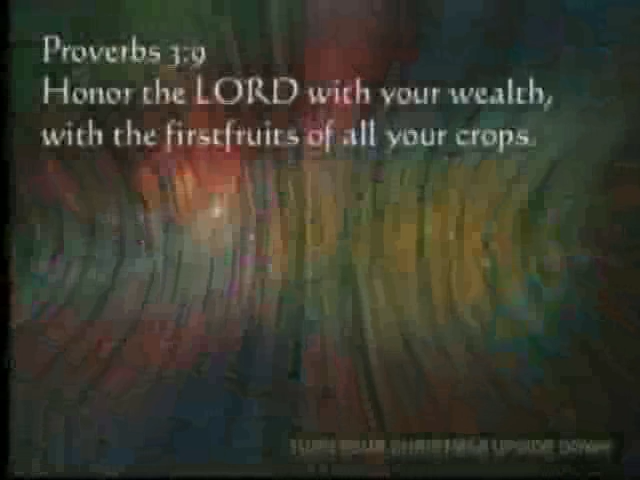 Proverbs 3:9
Honor the LORD with your wealth,
with the firstfruits of all your crops.